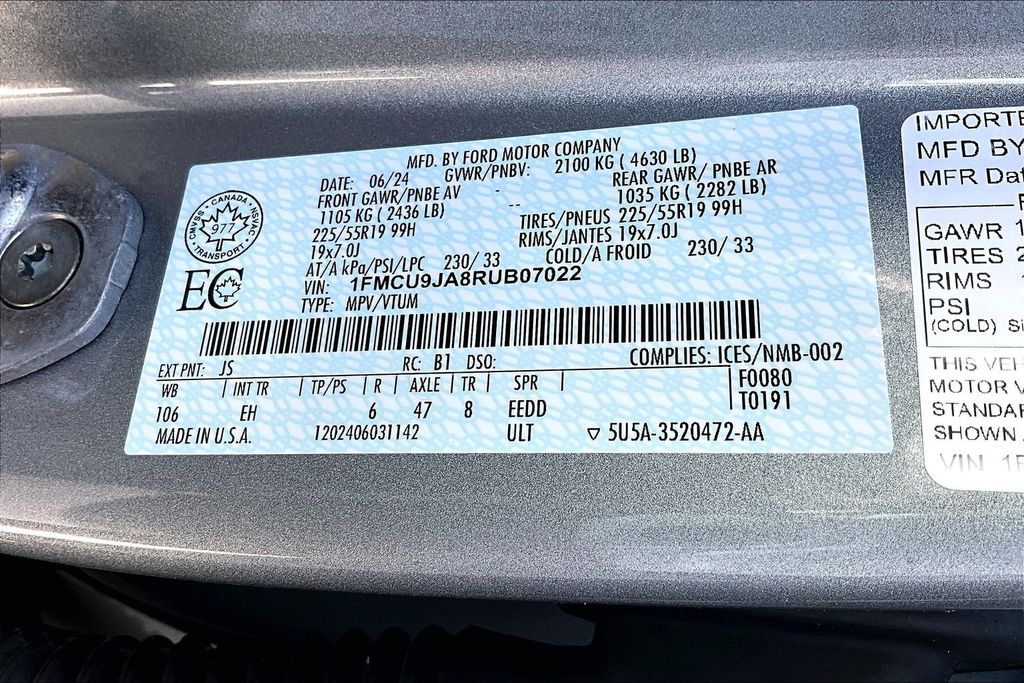 MFD. BY FORD MOTOR COMPANY
DATE: 06/24 GVWR/PNBV: 2100 KG ( 4630 LB)
FRONT GAWR/PNBE AV -- REAR GAWR/ PNBE AR
1105 KG ( 2436 LB) 1035 KG ( 2282 LB)
225/55R19 99H TIRES/PNEUS 225/55R19 99H
19x7.0J RIMS/JANTES 19x7.0J
AT/A kPa/PSI/LPC 230/ 33 COLD/A FROID 230/ 33
VIN: 1FMCU9JA8RUB07022
TYPE: MPV/VTUM
CMVSS · CANADA · NSVAC
977
· TRANSPORT ·
EC
EXT PNT: JS RC: B1 DSO: COMPLIES: ICES/NMB-002
WB | INT TR | TP/PS | R | AXLE | TR | SPR | F0080
106 EH 6 47 8 EEDD T0191
MADE IN U.S.A. 1202406031142 ULT ▽ 5U5A-3520472-AA
IMPORTE
MFD BY
MFR Dat
GAWR 1
TIRES 2
RIMS
PSI
(COLD) S
THIS VEH
MOTOR V
STANDAR
SHOWN
VIN 1F